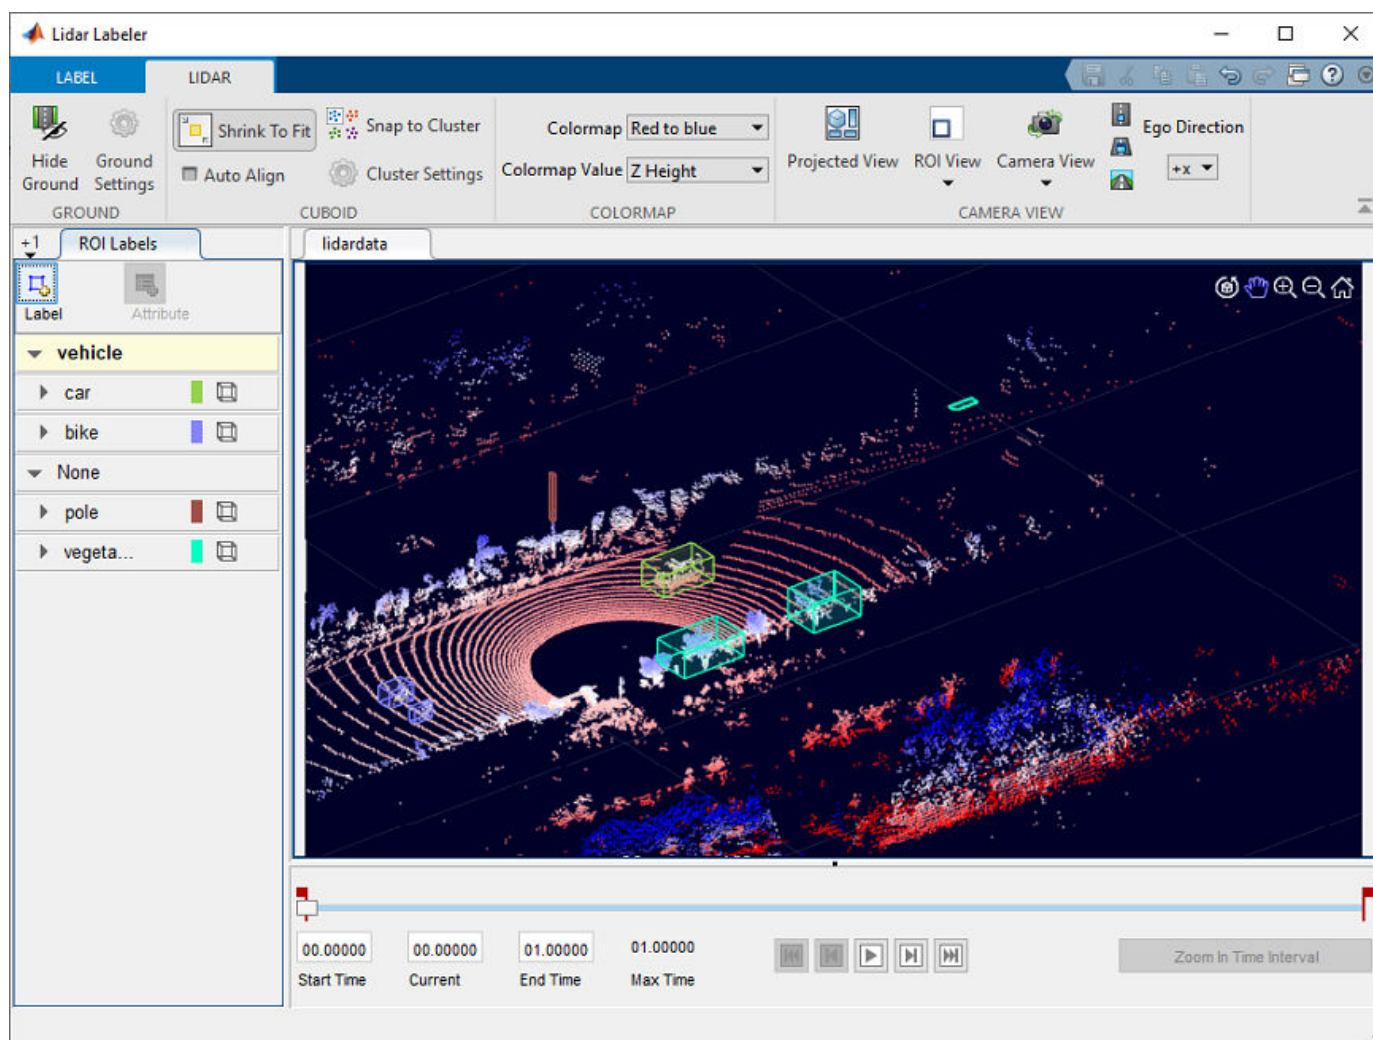 Lidar Labeler
LABEL
LIDAR
Hide Ground
Ground Settings
GROUND
Shrink To Fit
Auto Align
Snap to Cluster
Cluster Settings
CUBOID
Colormap Red to blue
Colormap Value Z Height
COLORMAP
Projected View
ROI View
Camera View
Ego Direction
+x
CAMERA VIEW
+1
ROI Labels
lidardata
Label
Attribute
vehicle
car
bike
None
pole
vegeta...
00.00000
00.00000
01.00000
01.00000
Start Time
Current
End Time
Max Time
Zoom In Time Interval